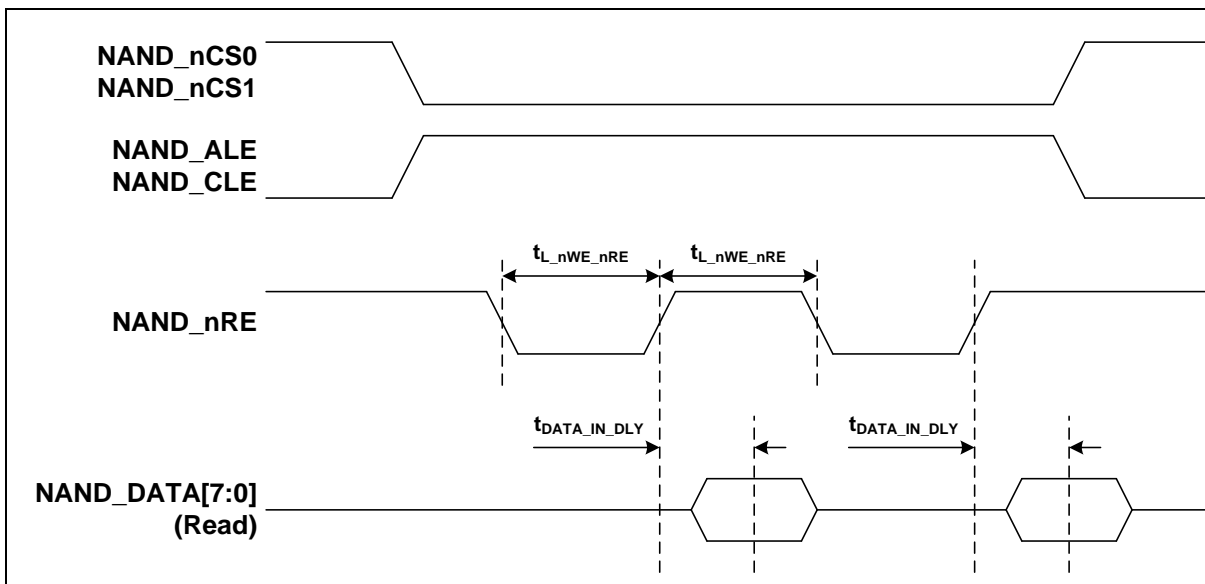 NAND_nCS0
NAND_nCS1
NAND_ALE
NAND_CLE
tL_nWE_nRE tL_nWE_nRE
NAND_nRE
tDATA_IN_DLY tDATA_IN_DLY
NAND_DATA[7:0]
(Read)